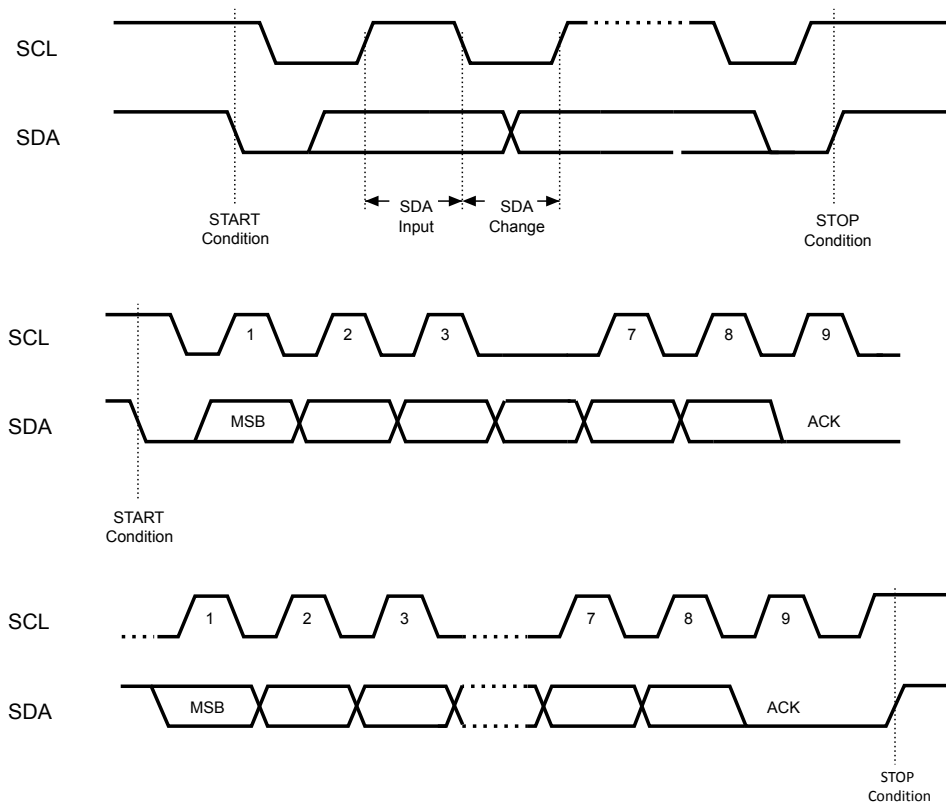 SCL
SDA
SDA
Input
SDA
Change
START
Condition
STOP
Condition
SCL
1
2
3
7
8
9
SDA
MSB
ACK
START
Condition
SCL
1
2
3
7
8
9
SDA
MSB
ACK
STOP
Condition